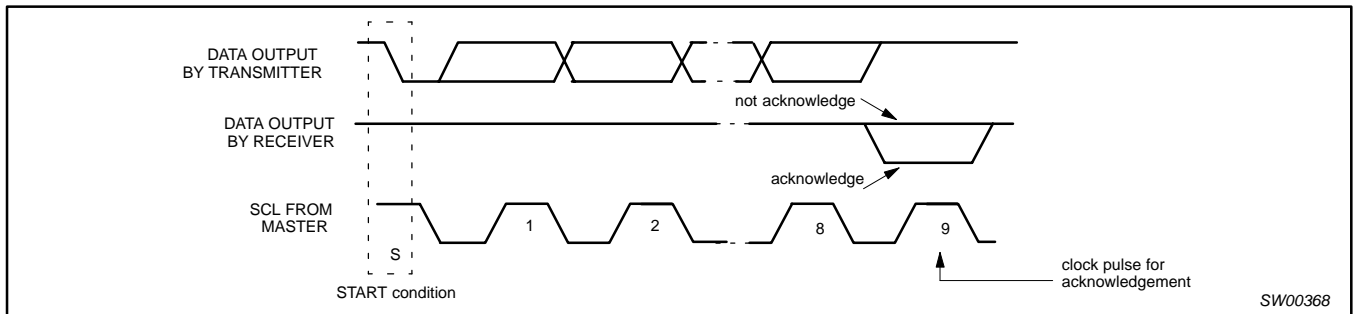 DATA OUTPUT
BY TRANSMITTER
not acknowledge
DATA OUTPUT
BY RECEIVER
acknowledge
SCL FROM
MASTER
1
2
8
9
S
START condition
clock pulse for
acknowledgement
SW00368